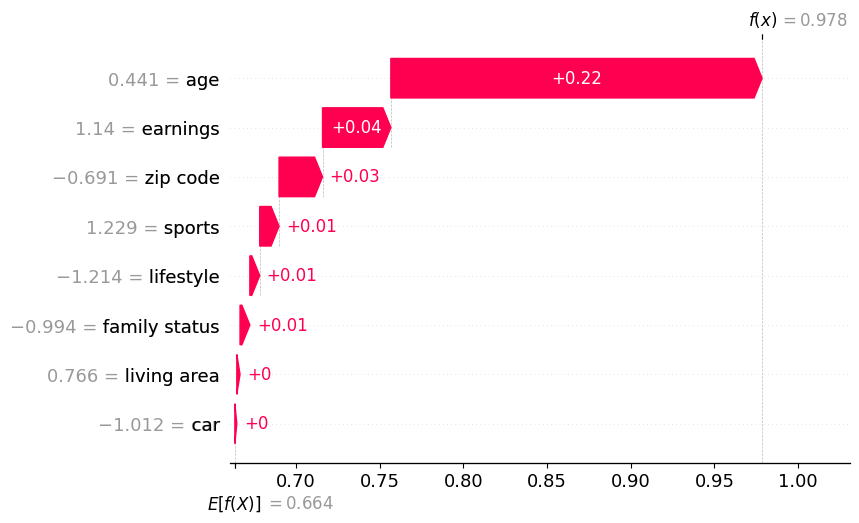 f(x) = 0.978
0.441 = age
+0.22
1.14 = earnings
+0.04
−0.691 = zip code
+0.03
1.229 = sports
+0.01
−1.214 = lifestyle
+0.01
−0.994 = family status
+0.01
0.766 = living area
+0
−1.012 = car
+0
0.70 0.75 0.80 0.85 0.90 0.95 1.00
E[f(X)] = 0.664